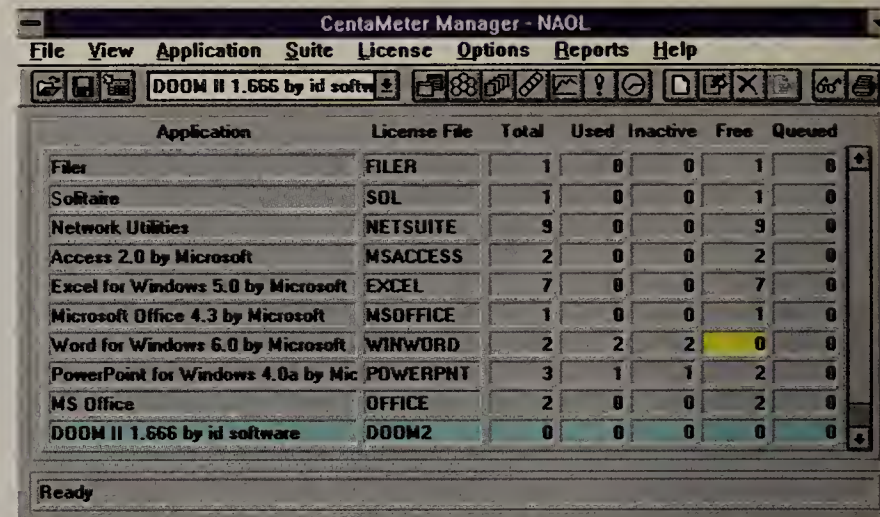 CentaMeter Manager - NAOL
File View Application Suite License Options Reports Help
DOOM II 1.666 by id softw
Application License File Total Used Inactive Free Queued
Filer FILER 1 0 0 1 0
Solitaire SOL 1 0 0 1 0
Network Utilities NETSUITE 9 0 0 9 0
Access 2.0 by Microsoft MSACCESS 2 0 0 2 0
Excel for Windows 5.0 by Microsoft EXCEL 7 0 0 7 0
Microsoft Office 4.3 by Microsoft MSOFFICE 1 0 0 1 0
Word for Windows 6.0 by Microsoft WINWORD 2 2 2 0 0
PowerPoint for Windows 4.0a by Mic POWERPNT 3 1 1 2 0
MS Office OFFICE 2 0 0 2 0
DOOM II 1.666 by id software DOOM2 0 0 0 0 0
Ready